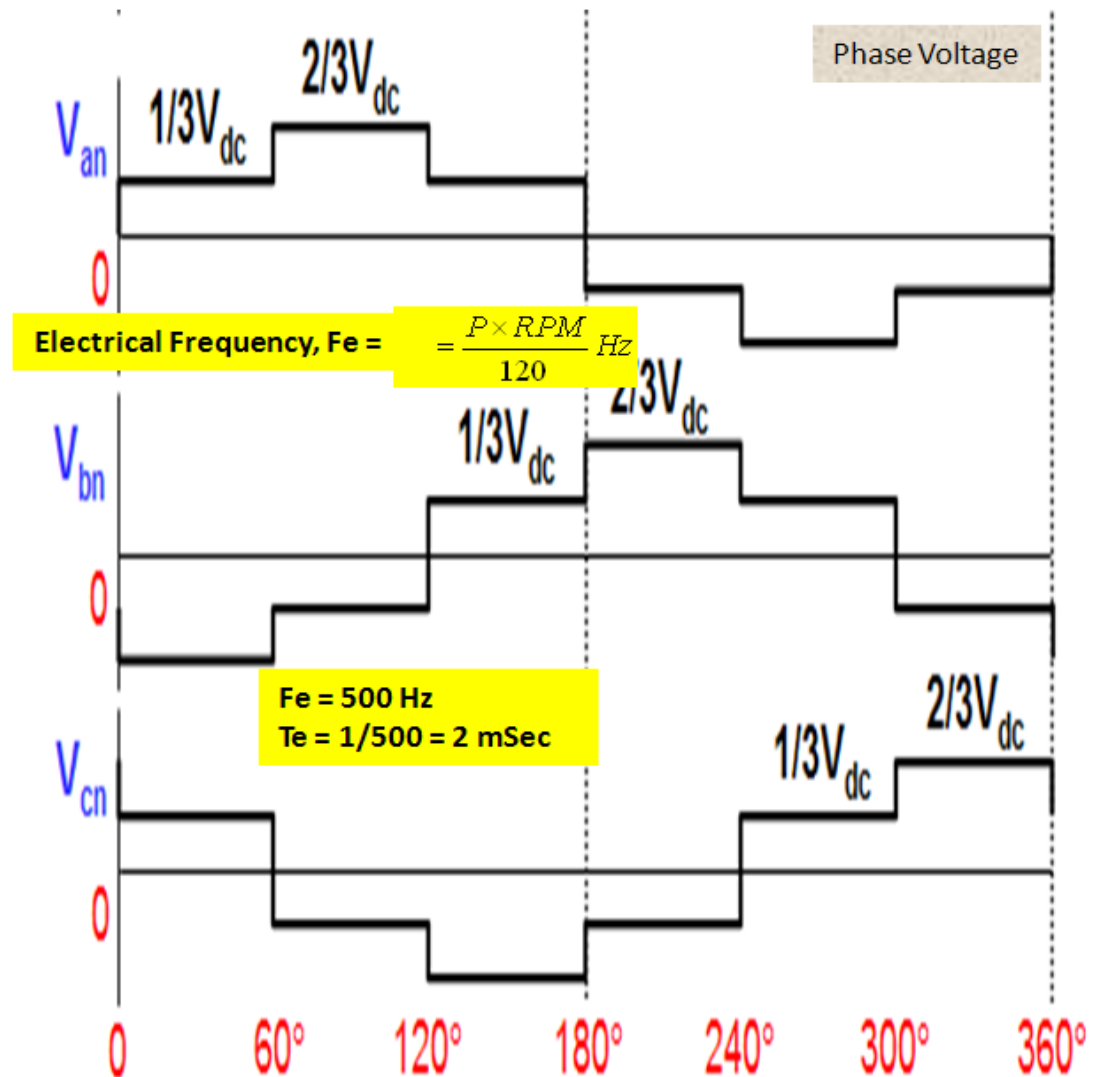 Phase Voltage
2/3Vdc
1/3Vdc
Van
0
Electrical Frequency, Fe = = P × RPM / 120 Hz
2/3Vdc
1/3Vdc
Vbn
0
Fe = 500 Hz
Te = 1/500 = 2 mSec
2/3Vdc
1/3Vdc
Vcn
0
0 60° 120° 180° 240° 300° 360°